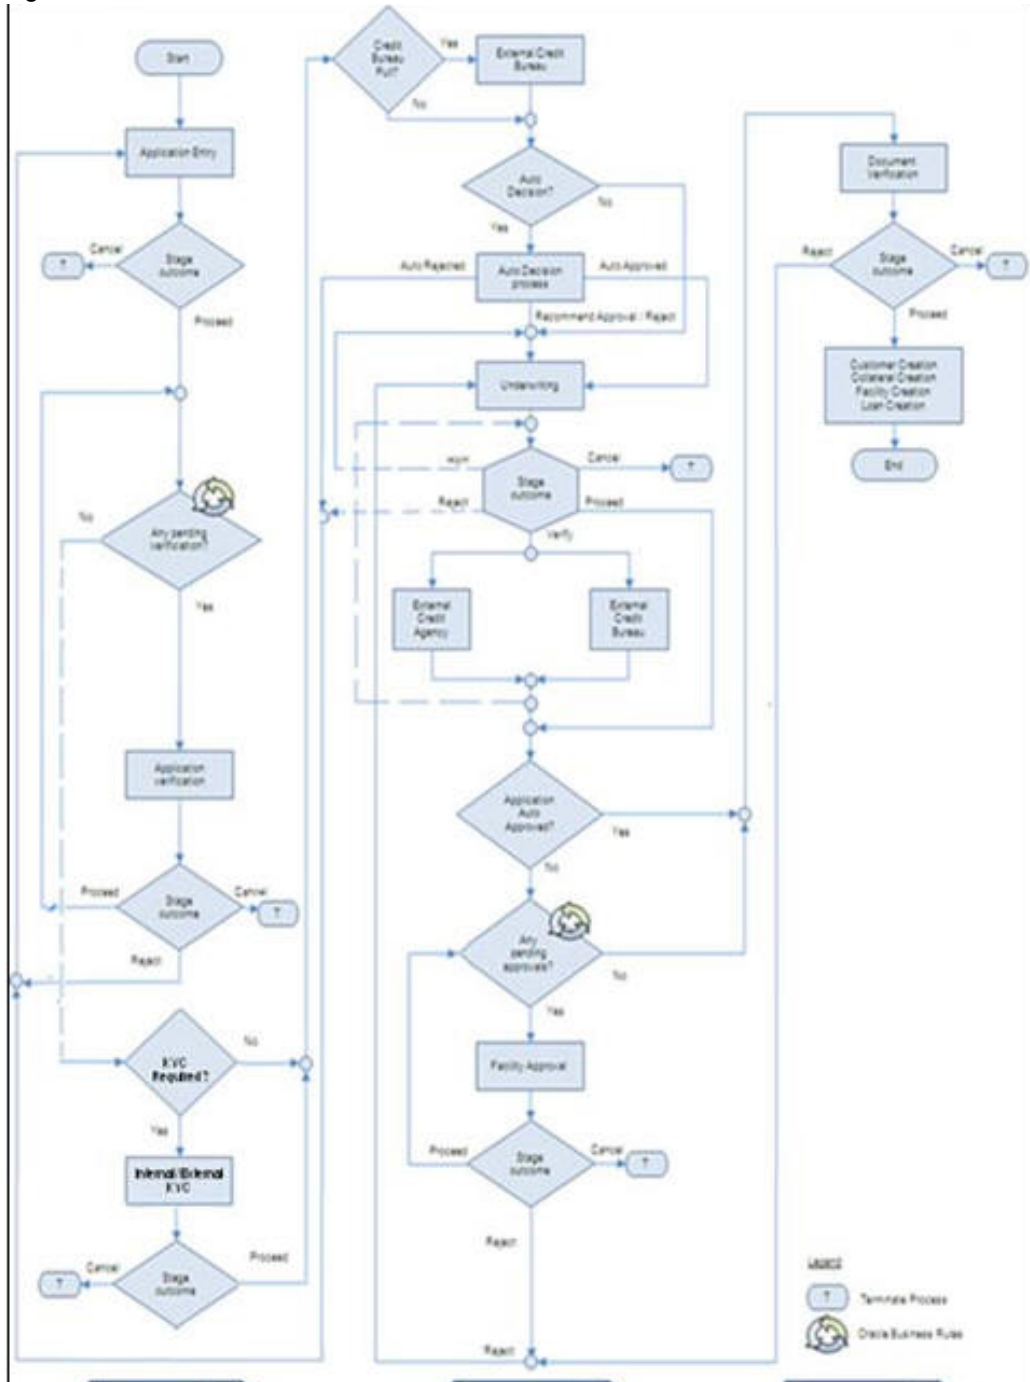 Start
Application Entry
Cancel
T
Stage
outcome
Proceed
No
Any pending
verification?
Yes
Application
verification
Proceed
Stage
outcome
Cancel
T
Reject
KYC
Required?
No
Yes
Internal/External
KYC
Cancel
T
Stage
outcome
Proceed
Credit
Bureau
Pull?
Yes
External Credit
Bureau
No
Auto
Decision?
No
Yes
Auto Rejected
Auto Decision
process
Auto Approved
Recommend Approval / Reject
Underwriting
Stage
outcome
Cancel
T
Reject
Proceed
Verify
External
Credit
Agency
External
Credit
Bureau
Application
Auto
Approved?
Yes
No
Any
pending
approvals?
No
Yes
Facility Approval
Proceed
Stage
outcome
Cancel
T
Reject
Reject
Document
Verification
Reject
Stage
outcome
Cancel
T
Proceed
Customer Creation
Collateral Creation
Facility Creation
Loan Creation
End
Legend
T
Terminate Process
Oracle Business Rules